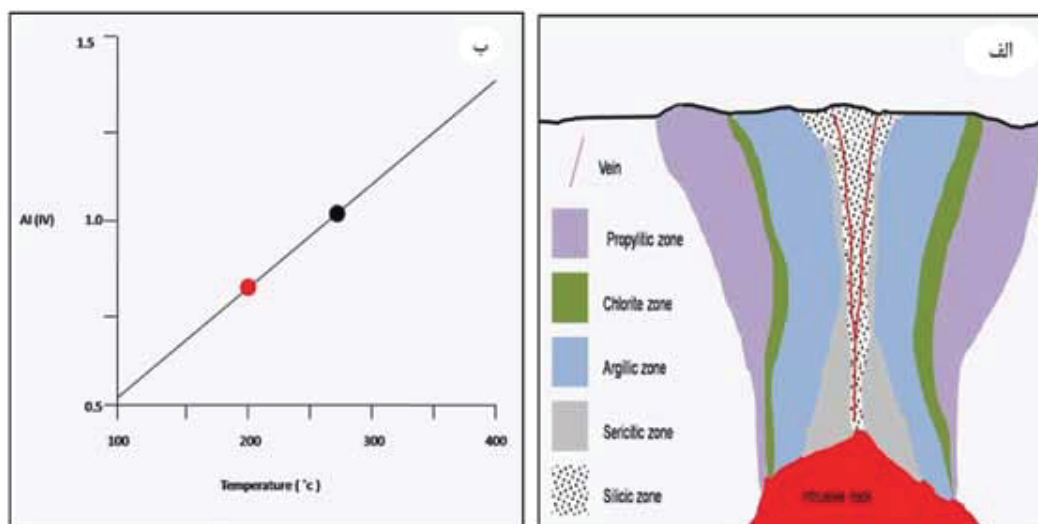 ب
1.5
1.0
0.5
Al (IV)
100
200
300
400
Temperature ( °c )
الف
Vein
Propylitic zone
Chlorite zone
Argilic zone
Sericitic zone
Silicic zone
Intrusive rock